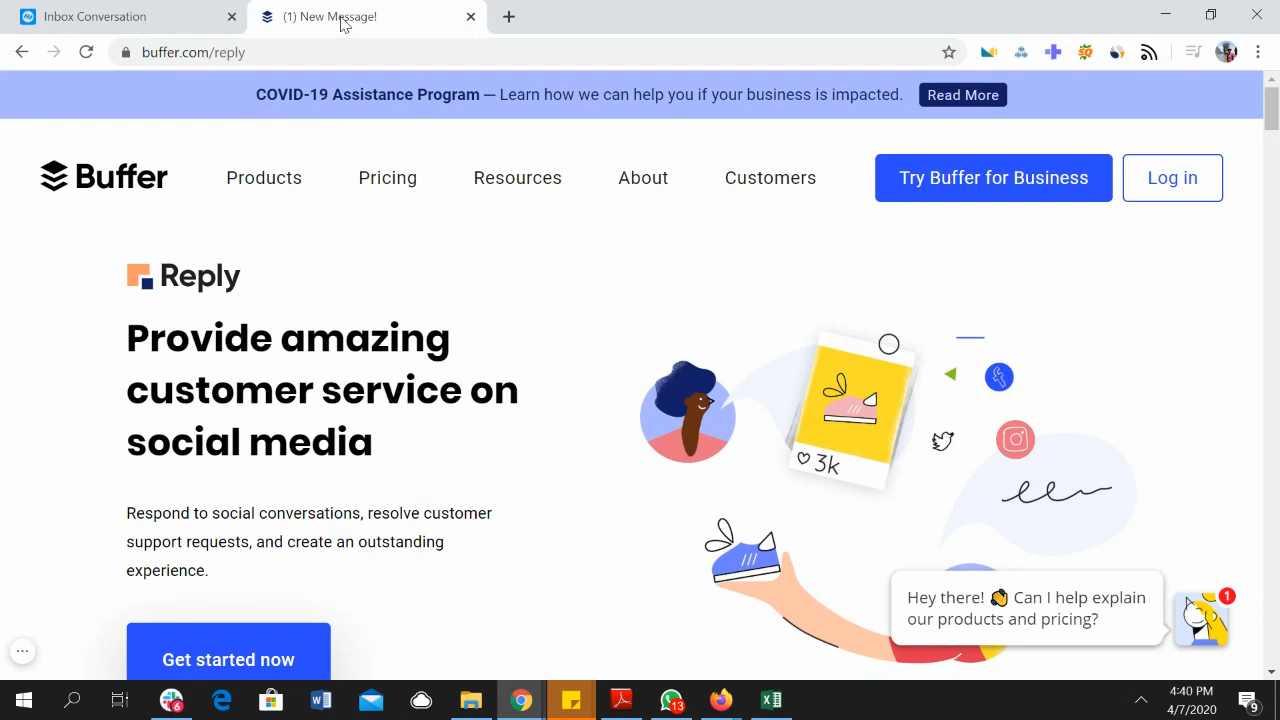 Inbox Conversation
(1) New Message!
buffer.com/reply
COVID-19 Assistance Program — Learn how we can help you if your business is impacted.
Read More
Buffer
Products
Pricing
Resources
About
Customers
Try Buffer for Business
Log in
Reply
Provide amazing
customer service on
social media
3k
Respond to social conversations, resolve customer
support requests, and create an outstanding
experience.
Hey there! 👋 Can I help explain
our products and pricing?
1
Get started now
6
13
4:40 PM
4/7/2020
9